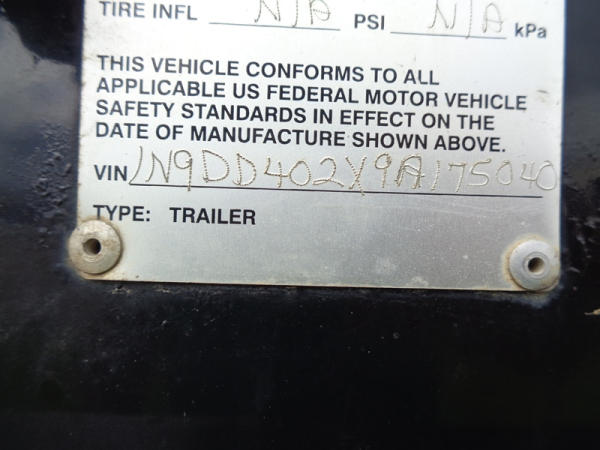 TIRE INFL N/A PSI N/A kPa
THIS VEHICLE CONFORMS TO ALL
APPLICABLE US FEDERAL MOTOR VEHICLE
SAFETY STANDARDS IN EFFECT ON THE
DATE OF MANUFACTURE SHOWN ABOVE.
VIN 1N9DD402X9A175040
TYPE: TRAILER